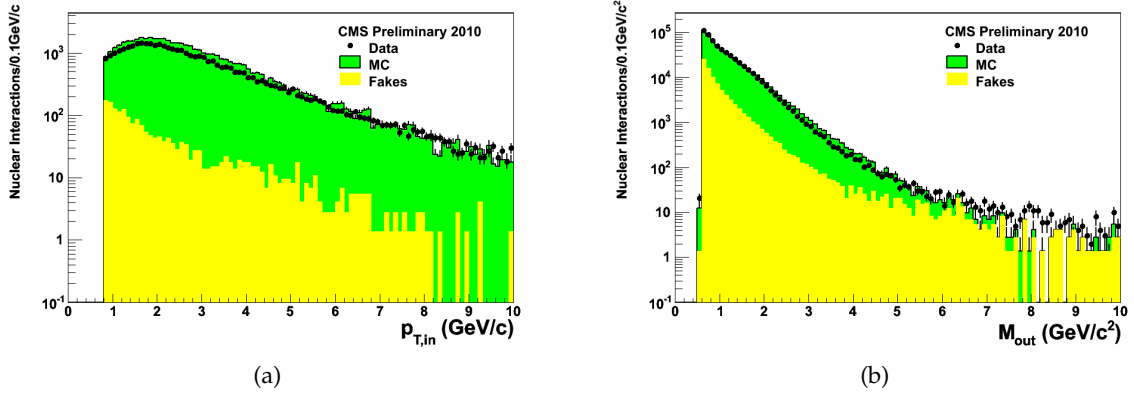 Nuclear Interactions/0.1GeV/c
10³
10²
10
1
10⁻¹
CMS Preliminary 2010
Data
MC
Fakes
0 1 2 3 4 5 6 7 8 9 10
p_T,in (GeV/c)
(a)
Nuclear Interactions/0.1GeV/c²
10⁵
10⁴
10³
10²
10
1
10⁻¹
CMS Preliminary 2010
Data
MC
Fakes
0 1 2 3 4 5 6 7 8 9 10
M_out (GeV/c²)
(b)